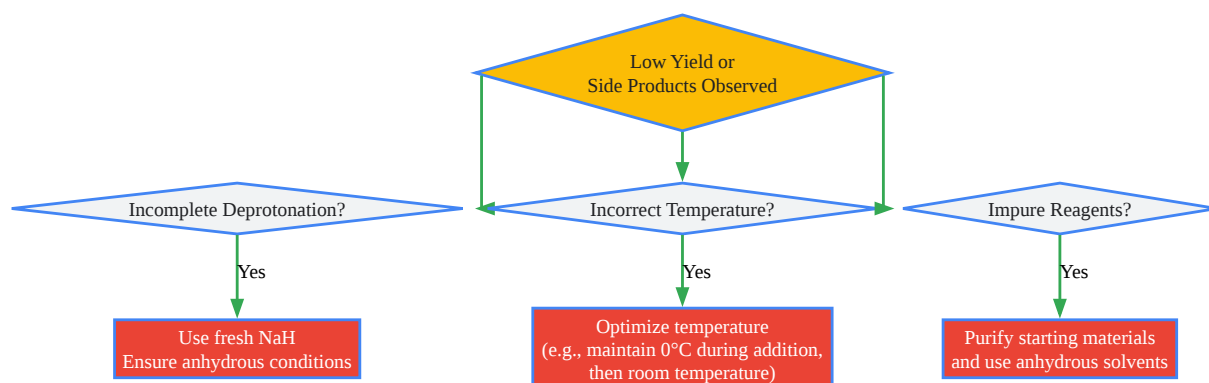 Low Yield or
Side Products Observed
Incomplete Deprotonation?
Incorrect Temperature?
Impure Reagents?
Yes
Yes
Yes
Use fresh NaH
Ensure anhydrous conditions
Optimize temperature
(e.g., maintain 0°C during addition,
then room temperature)
Purify starting materials
and use anhydrous solvents